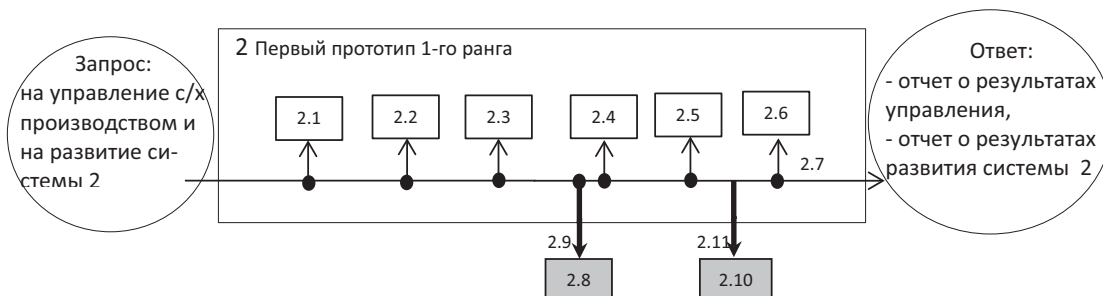 Запрос:
на управление с/х
производством и
на развитие си-
стемы 2
2 Первый прототип 1-го ранга
2.1
2.2
2.3
2.4
2.5
2.6
2.7
2.9
2.11
2.8
2.10
Ответ:
- отчет о результатах
управления,
- отчет о результатах
развития системы 2